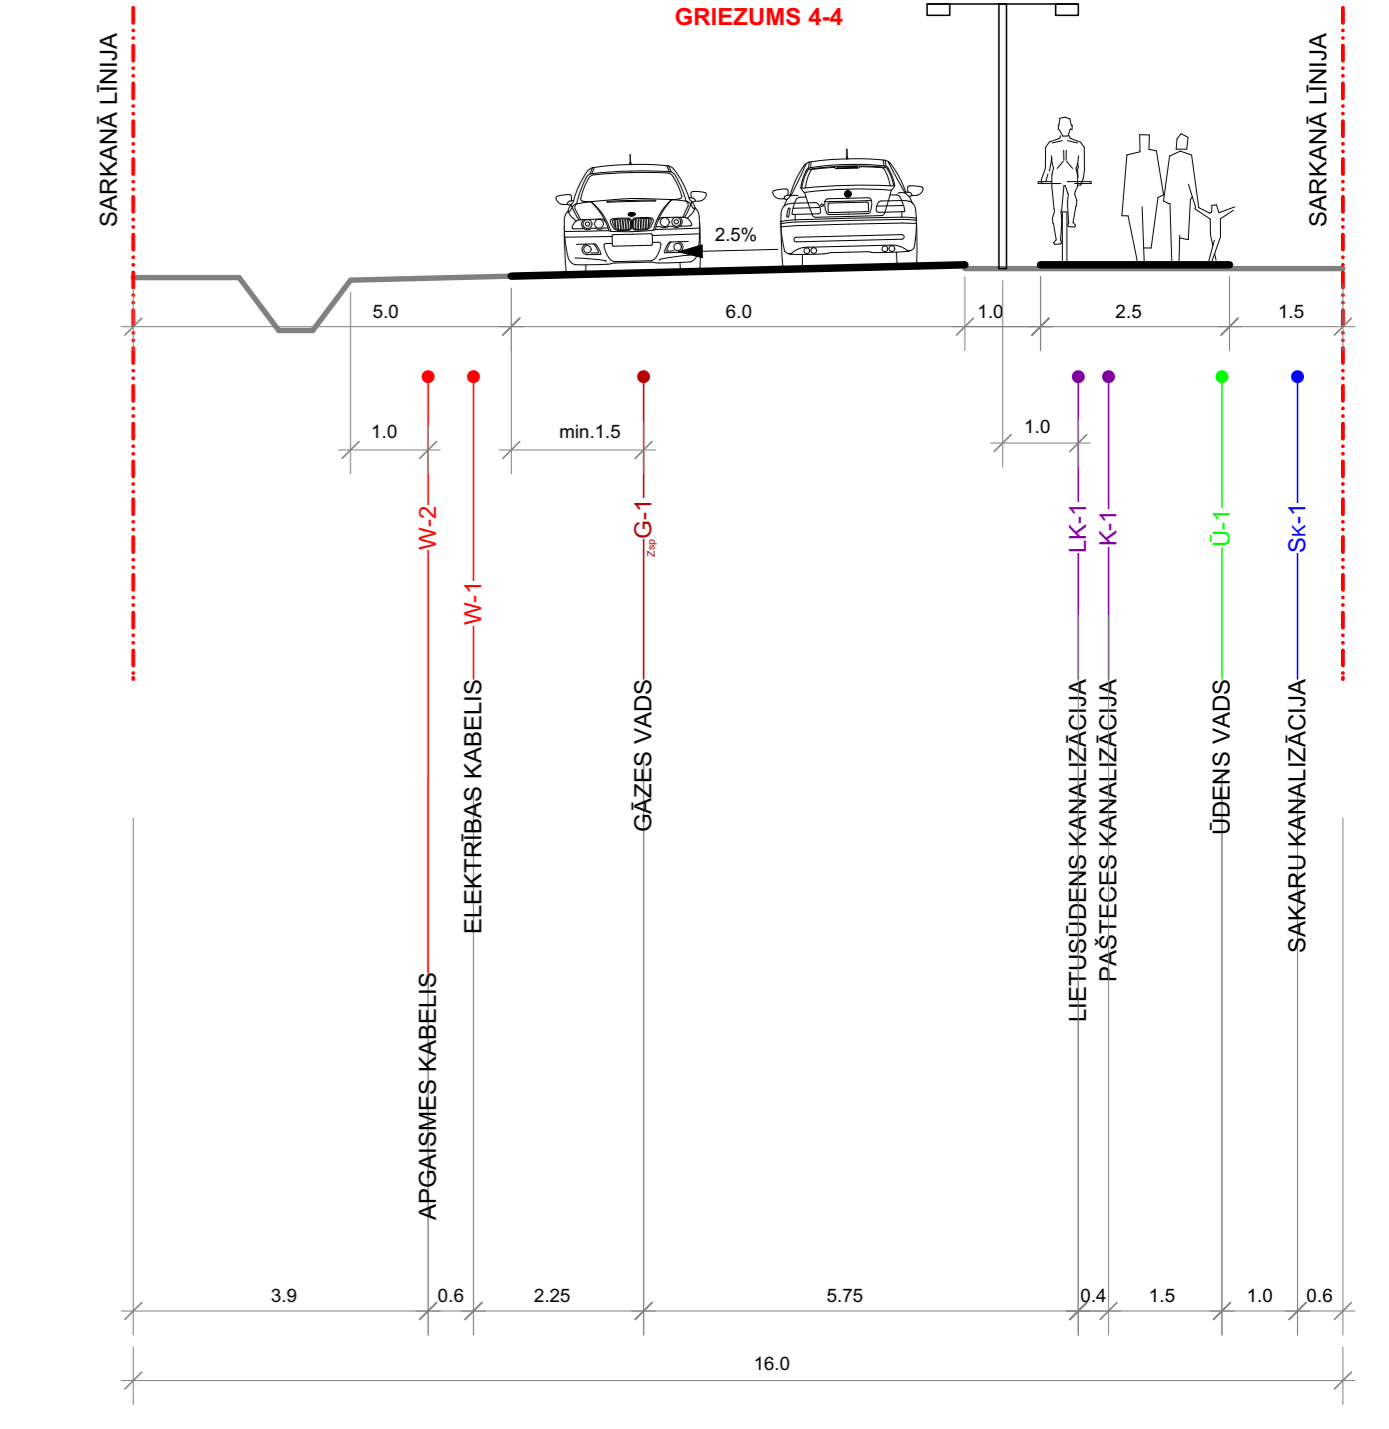 GRIEZUMS 4-4
SARKANĀ LĪNIJA
SARKANĀ LĪNIJA
2.5%
5.0
6.0
1.0
2.5
1.5
1.0
min.1.5
1.0
W-2
W-1
ZspG-1
LK-1
K-1
Ū-1
SK-1
APGAISMES KABELIS
ELEKTRĪBAS KABELIS
GĀZES VADS
LIETUSŪDENS KANALIZĀCIJA
PAŠTECES KANALIZĀCIJA
ŪDENS VADS
SAKARU KANALIZĀCIJA
3.9
0.6
2.25
5.75
0.4
1.5
1.0
0.6
16.0